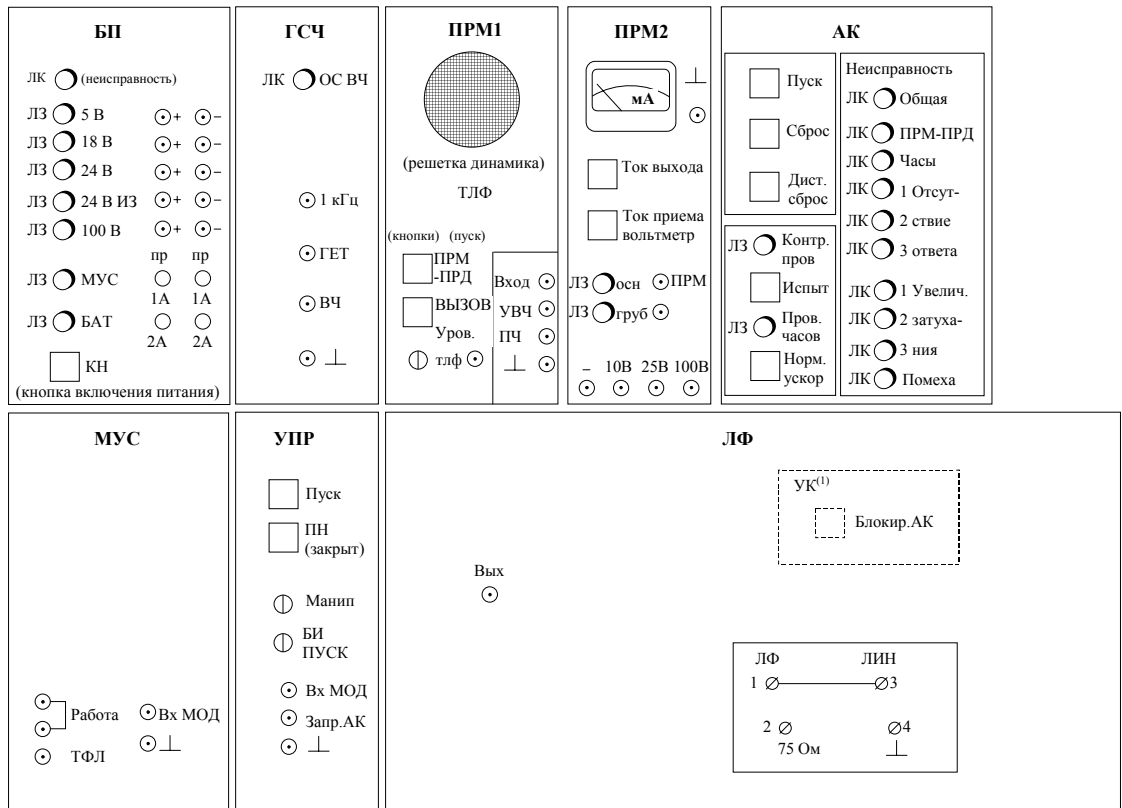 БП
ЛК (неисправность)
ЛЗ 5 В + –
ЛЗ 18 В + –
ЛЗ 24 В + –
ЛЗ 24 В ИЗ + –
ЛЗ 100 В + –
пр пр
ЛЗ МУС
1А 1А
ЛЗ БАТ
2А 2А
КН
(кнопка включения питания)
ГСЧ
ЛК ОС ВЧ
1 кГц
ГЕТ
ВЧ
ПРМ1
(решетка динамика)
ТЛФ
(кнопки) (пуск)
ПРМ
-ПРД
ВЫЗОВ
Уров.
тлф
Вход
УВЧ
ПЧ
ПРМ2
мА
Ток выхода
Ток приема
вольтметр
ЛЗ осн ПРМ
ЛЗ груб
– 10В 25В 100В
АК
Пуск
Сброс
Дист.
сброс
ЛЗ Контр.
пров
Испыт
ЛЗ Пров.
часов
Норм.
ускор
Неисправность
ЛК Общая
ЛК ПРМ-ПРД
ЛК Часы
ЛК 1 Отсут-
ЛК 2 ствие
ЛК 3 ответа
ЛК 1 Увелич.
ЛК 2 затуха-
ЛК 3 ния
ЛК Помеха
МУС
Работа
ТФЛ
Вх МОД
УПР
Пуск
ПН
(закрыт)
Манип
БИ
ПУСК
Вх МОД
Запр.АК
ЛФ
УК(1)
Блокир.АК
Вых
ЛФ ЛИН
1 3
2 4
75 Ом